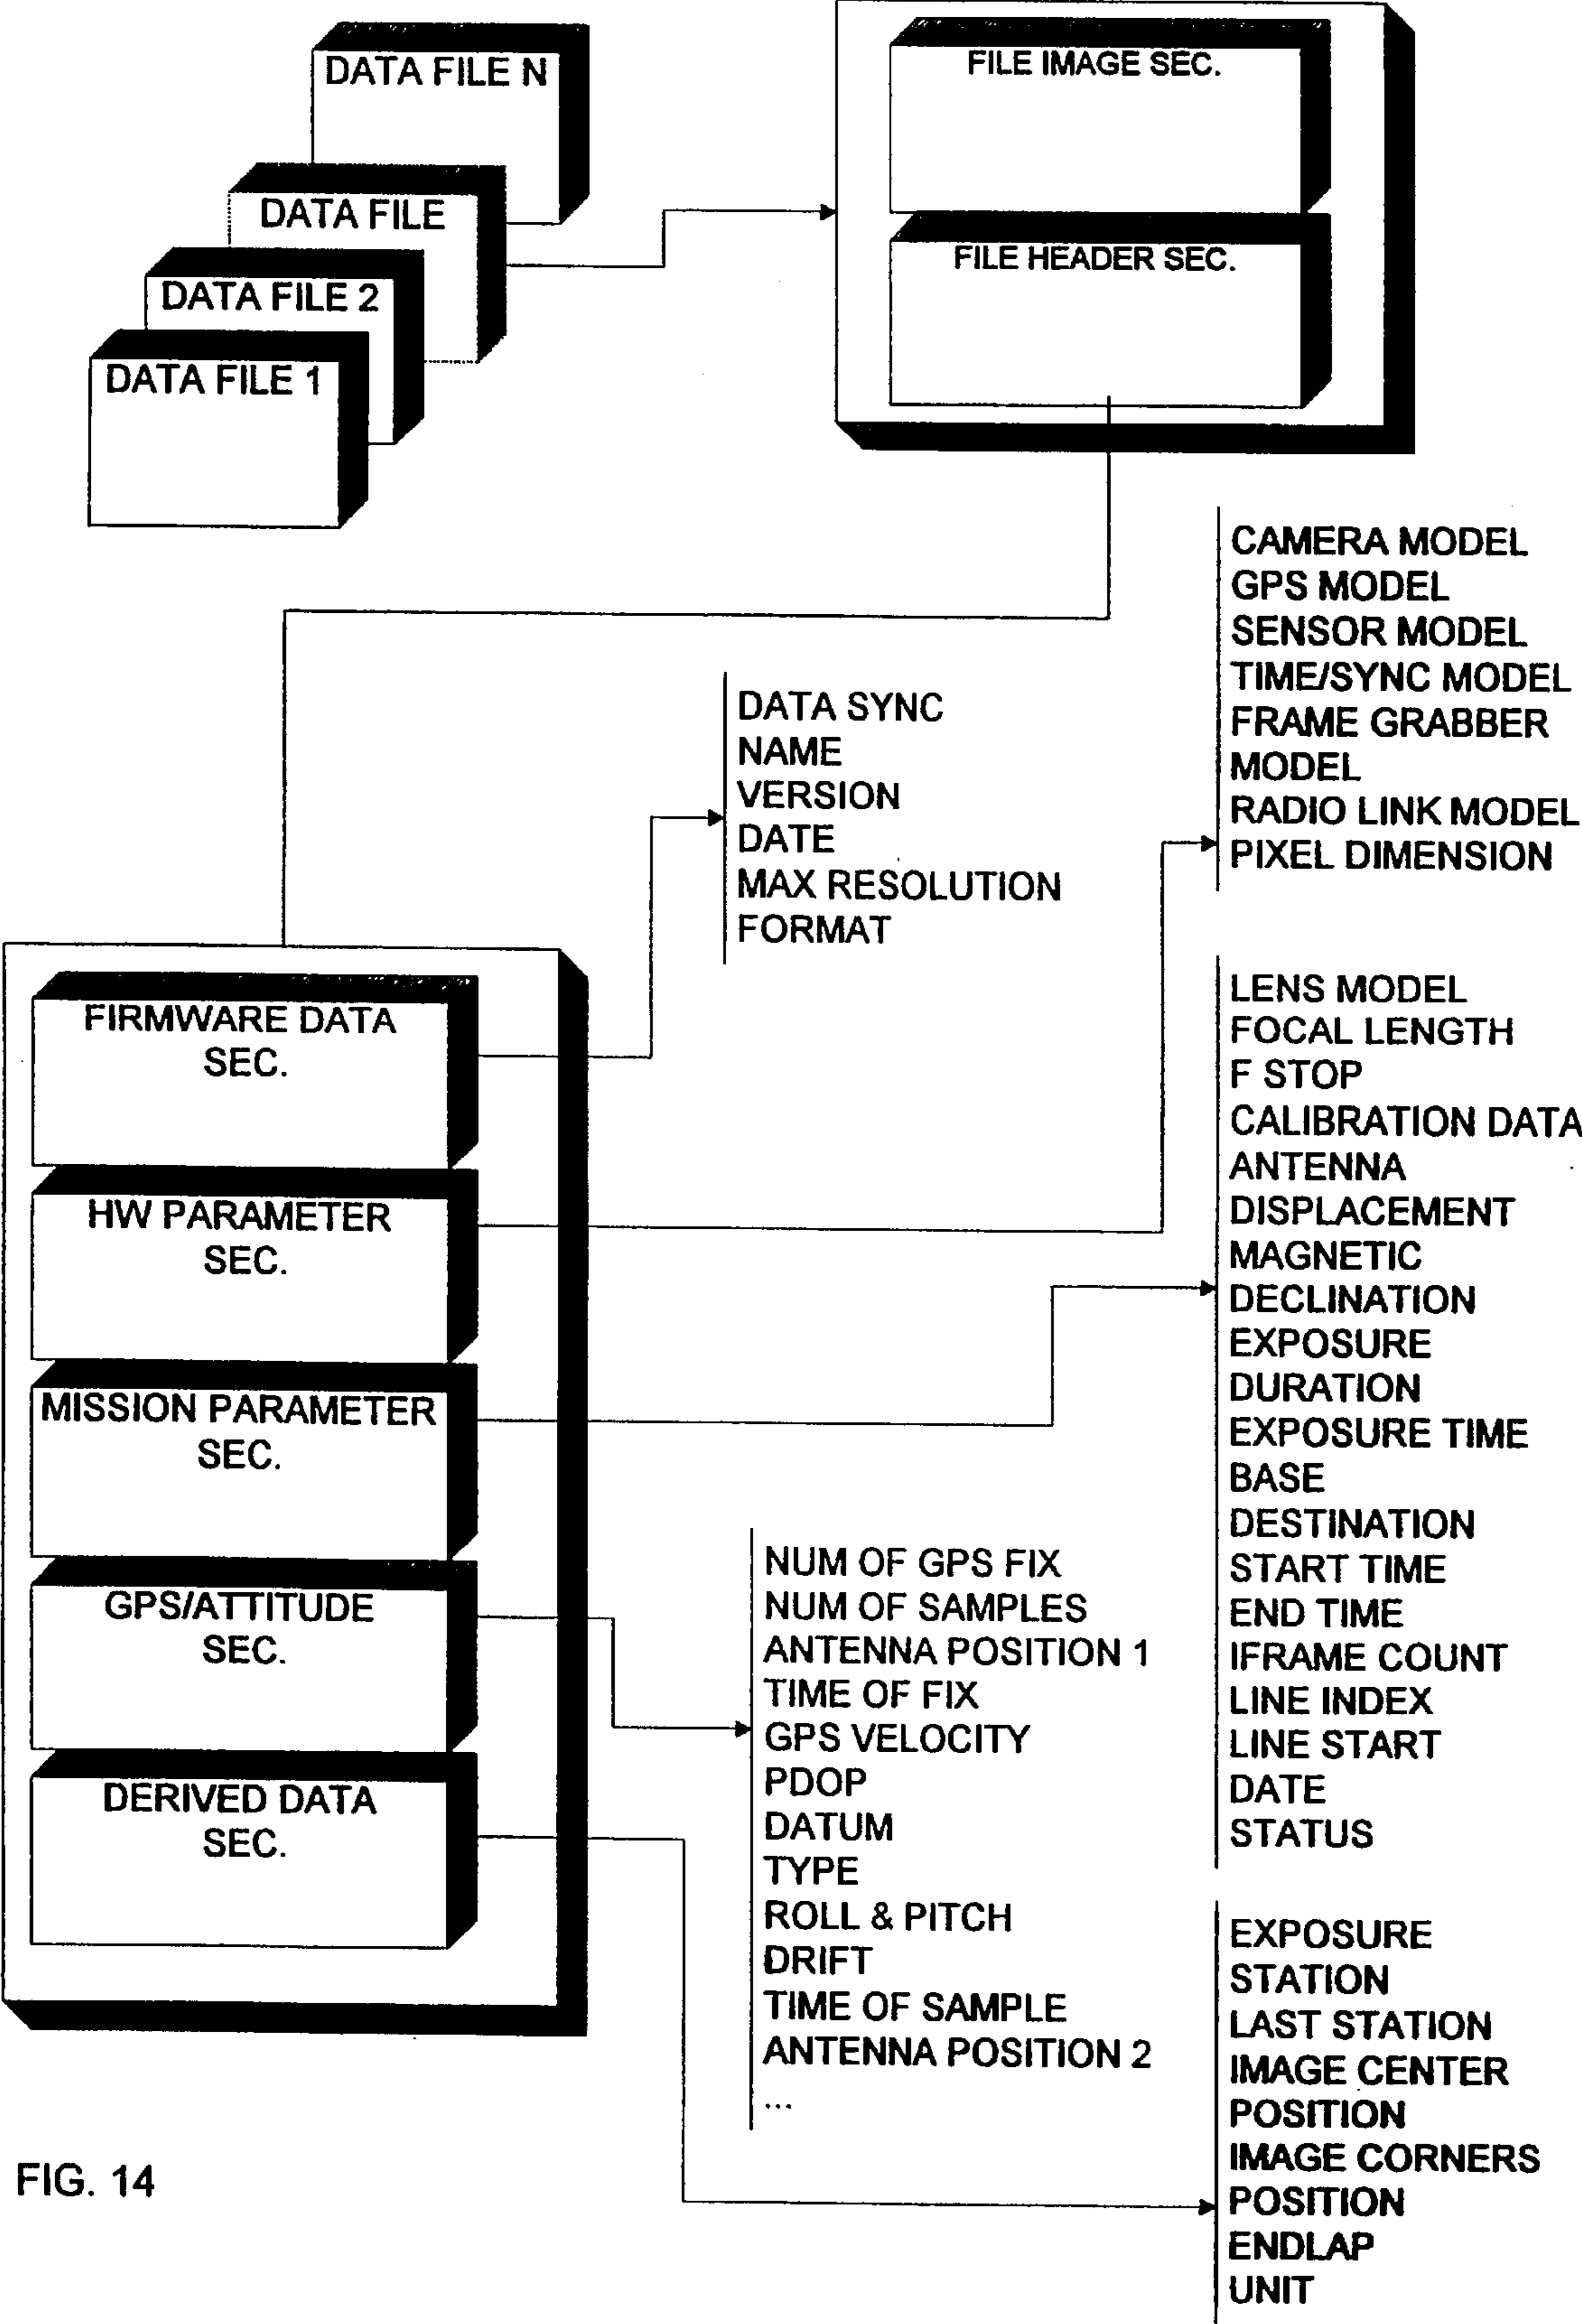 DATA FILE N
DATA FILE
DATA FILE 2
DATA FILE 1
FILE IMAGE SEC.
FILE HEADER SEC.
CAMERA MODEL
GPS MODEL
SENSOR MODEL
TIME/SYNC MODEL
FRAME GRABBER
MODEL
RADIO LINK MODEL
PIXEL DIMENSION
DATA SYNC
NAME
VERSION
DATE
MAX RESOLUTION
FORMAT
FIRMWARE DATA
SEC.
HW PARAMETER
SEC.
MISSION PARAMETER
SEC.
GPS/ATTITUDE
SEC.
DERIVED DATA
SEC.
LENS MODEL
FOCAL LENGTH
F STOP
CALIBRATION DATA
ANTENNA
DISPLACEMENT
MAGNETIC
DECLINATION
EXPOSURE
DURATION
EXPOSURE TIME
BASE
DESTINATION
START TIME
END TIME
IFRAME COUNT
LINE INDEX
LINE START
DATE
STATUS
NUM OF GPS FIX
NUM OF SAMPLES
ANTENNA POSITION 1
TIME OF FIX
GPS VELOCITY
PDOP
DATUM
TYPE
ROLL & PITCH
DRIFT
TIME OF SAMPLE
ANTENNA POSITION 2
...
EXPOSURE
STATION
LAST STATION
IMAGE CENTER
POSITION
IMAGE CORNERS
POSITION
ENDLAP
UNIT
FIG. 14